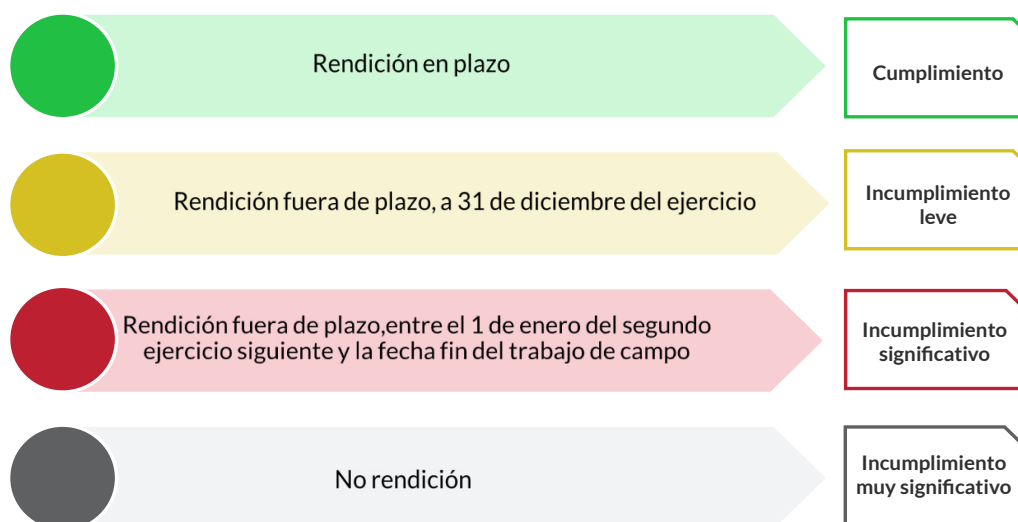 Rendición en plazo
Cumplimiento
Rendición fuera de plazo, a 31 de diciembre del ejercicio
Incumplimiento
leve
Rendición fuera de plazo,entre el 1 de enero del segundo
ejercicio siguiente y la fecha fin del trabajo de campo
Incumplimiento
significativo
No rendición
Incumplimiento
muy significativo